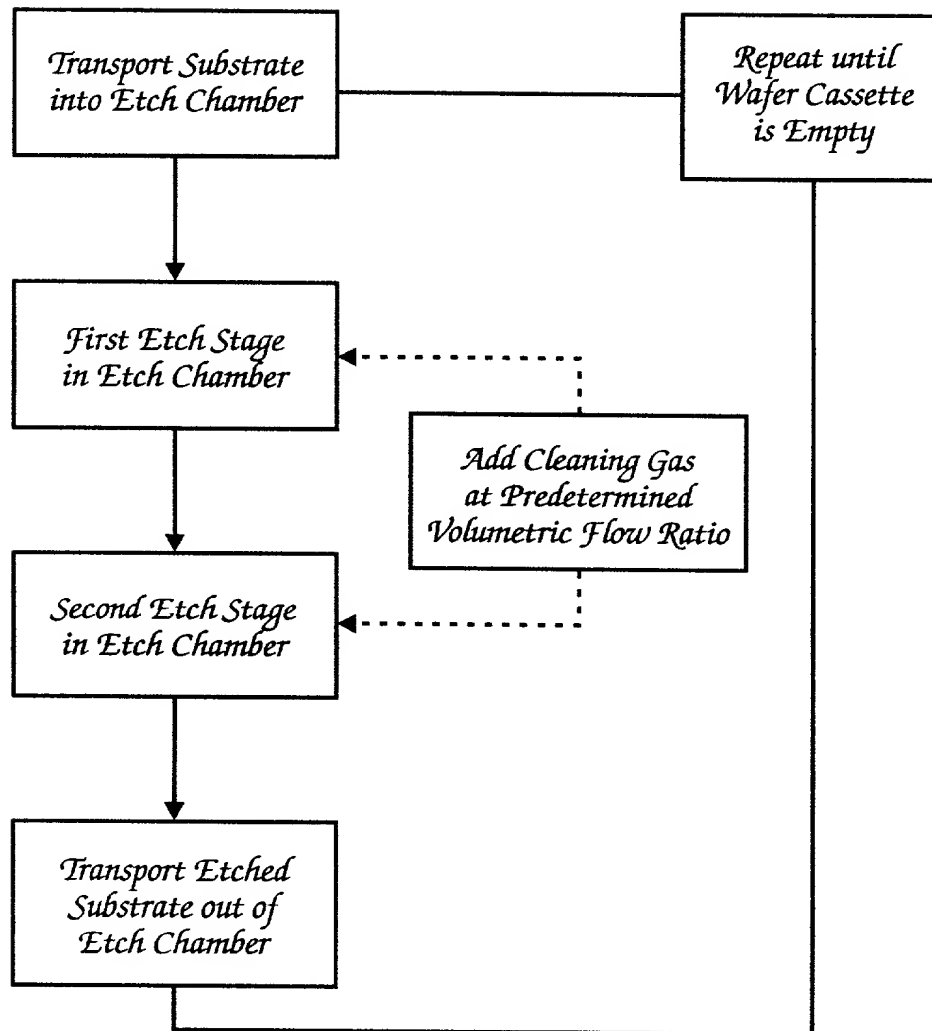 Transport Substrate
into Etch Chamber
Repeat until
Wafer Cassette
is Empty
First Etch Stage
in Etch Chamber
Add Cleaning Gas
at Predetermined
Volumetric Flow Ratio
Second Etch Stage
in Etch Chamber
Transport Etched
Substrate out of
Etch Chamber